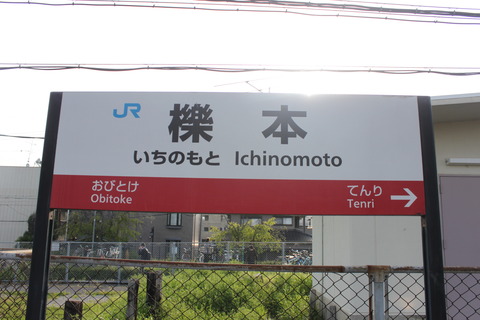 JR
櫟本
いちのもと Ichinomoto
おびとけ てんり →
Obitoke Tenri